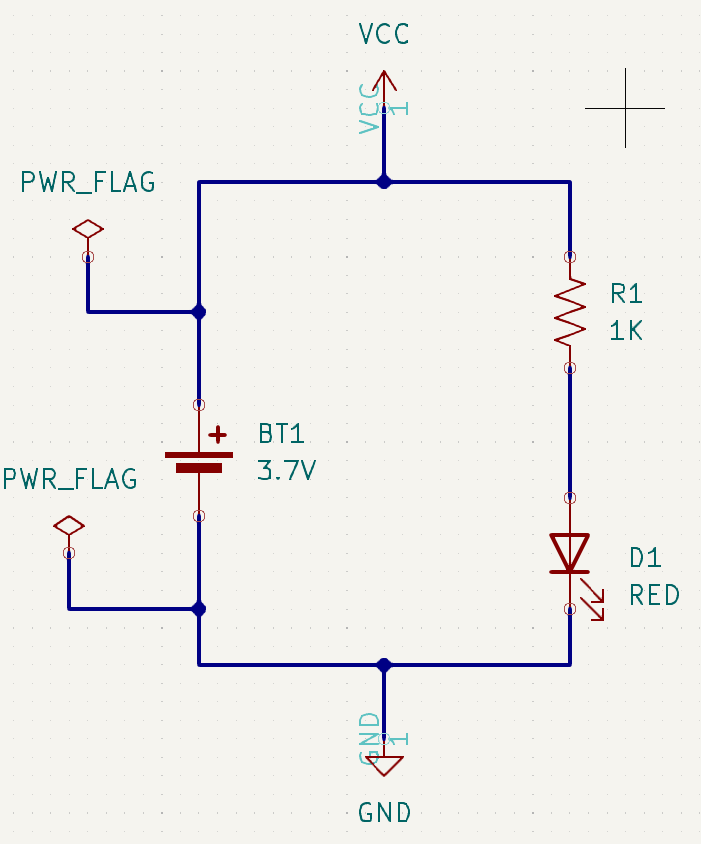 VCC
VCC
1
PWR_FLAG
R1
1K
BT1
3.7V
PWR_FLAG
D1
RED
GND
1
GND